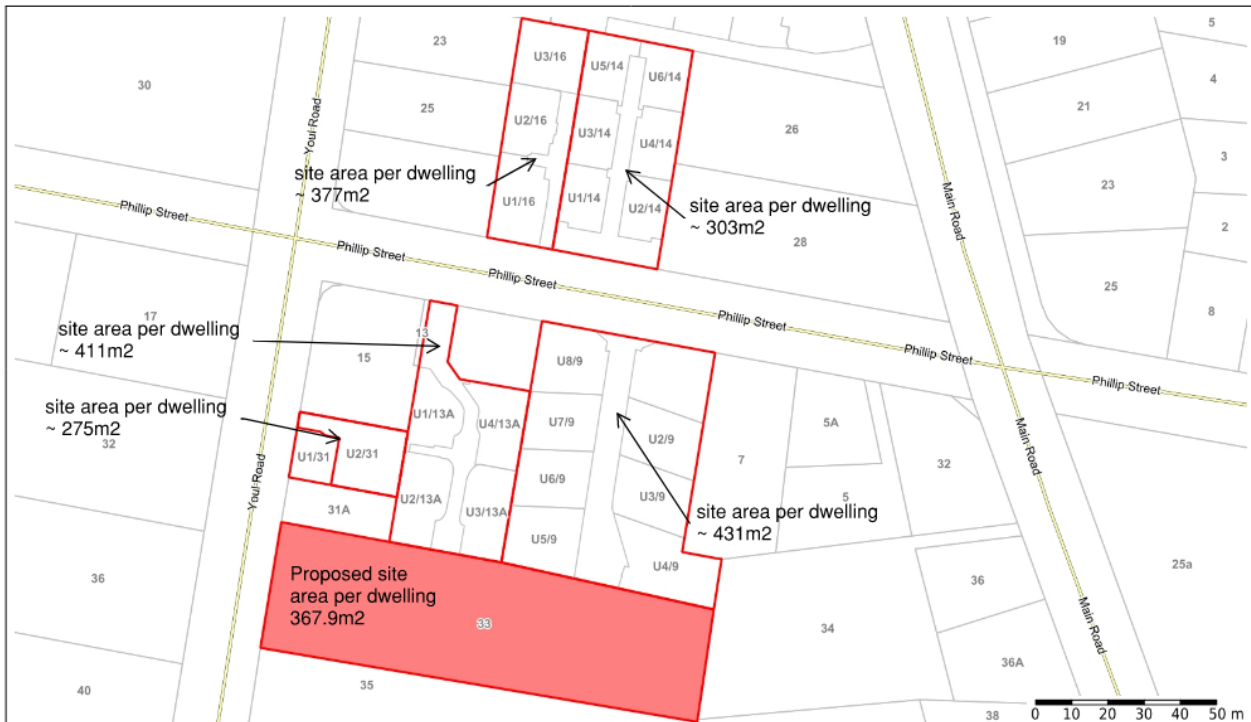 5
23
19
30
U3/16
U5/14
U6/14
4
Youl Road
25
21
U2/16
U3/14
U4/14
26
3
site area per dwelling
~ 377m2
Main Road
23
U1/16
U1/14
U2/14
site area per dwelling
~ 303m2
2
Phillip Street
Phillip Street
28
Phillip Street
25
17
8
site area per dwelling
~ 411m2
13
Phillip Street
15
U8/9
Phillip Street
Phillip Street
site area per dwelling
~ 275m2
U1/13A
U4/13A
U7/9
U2/9
5A
Main Road
32
U1/31
U2/31
7
32
Youl Road
U2/13A
U6/9
U3/9
5
31A
U3/13A
site area per dwelling
~ 431m2
U5/9
U4/9
25a
36
Proposed site
area per dwelling
367.9m2
36
33
34
Main Road
36A
35
40
38
0 10 20 30 40 50 m